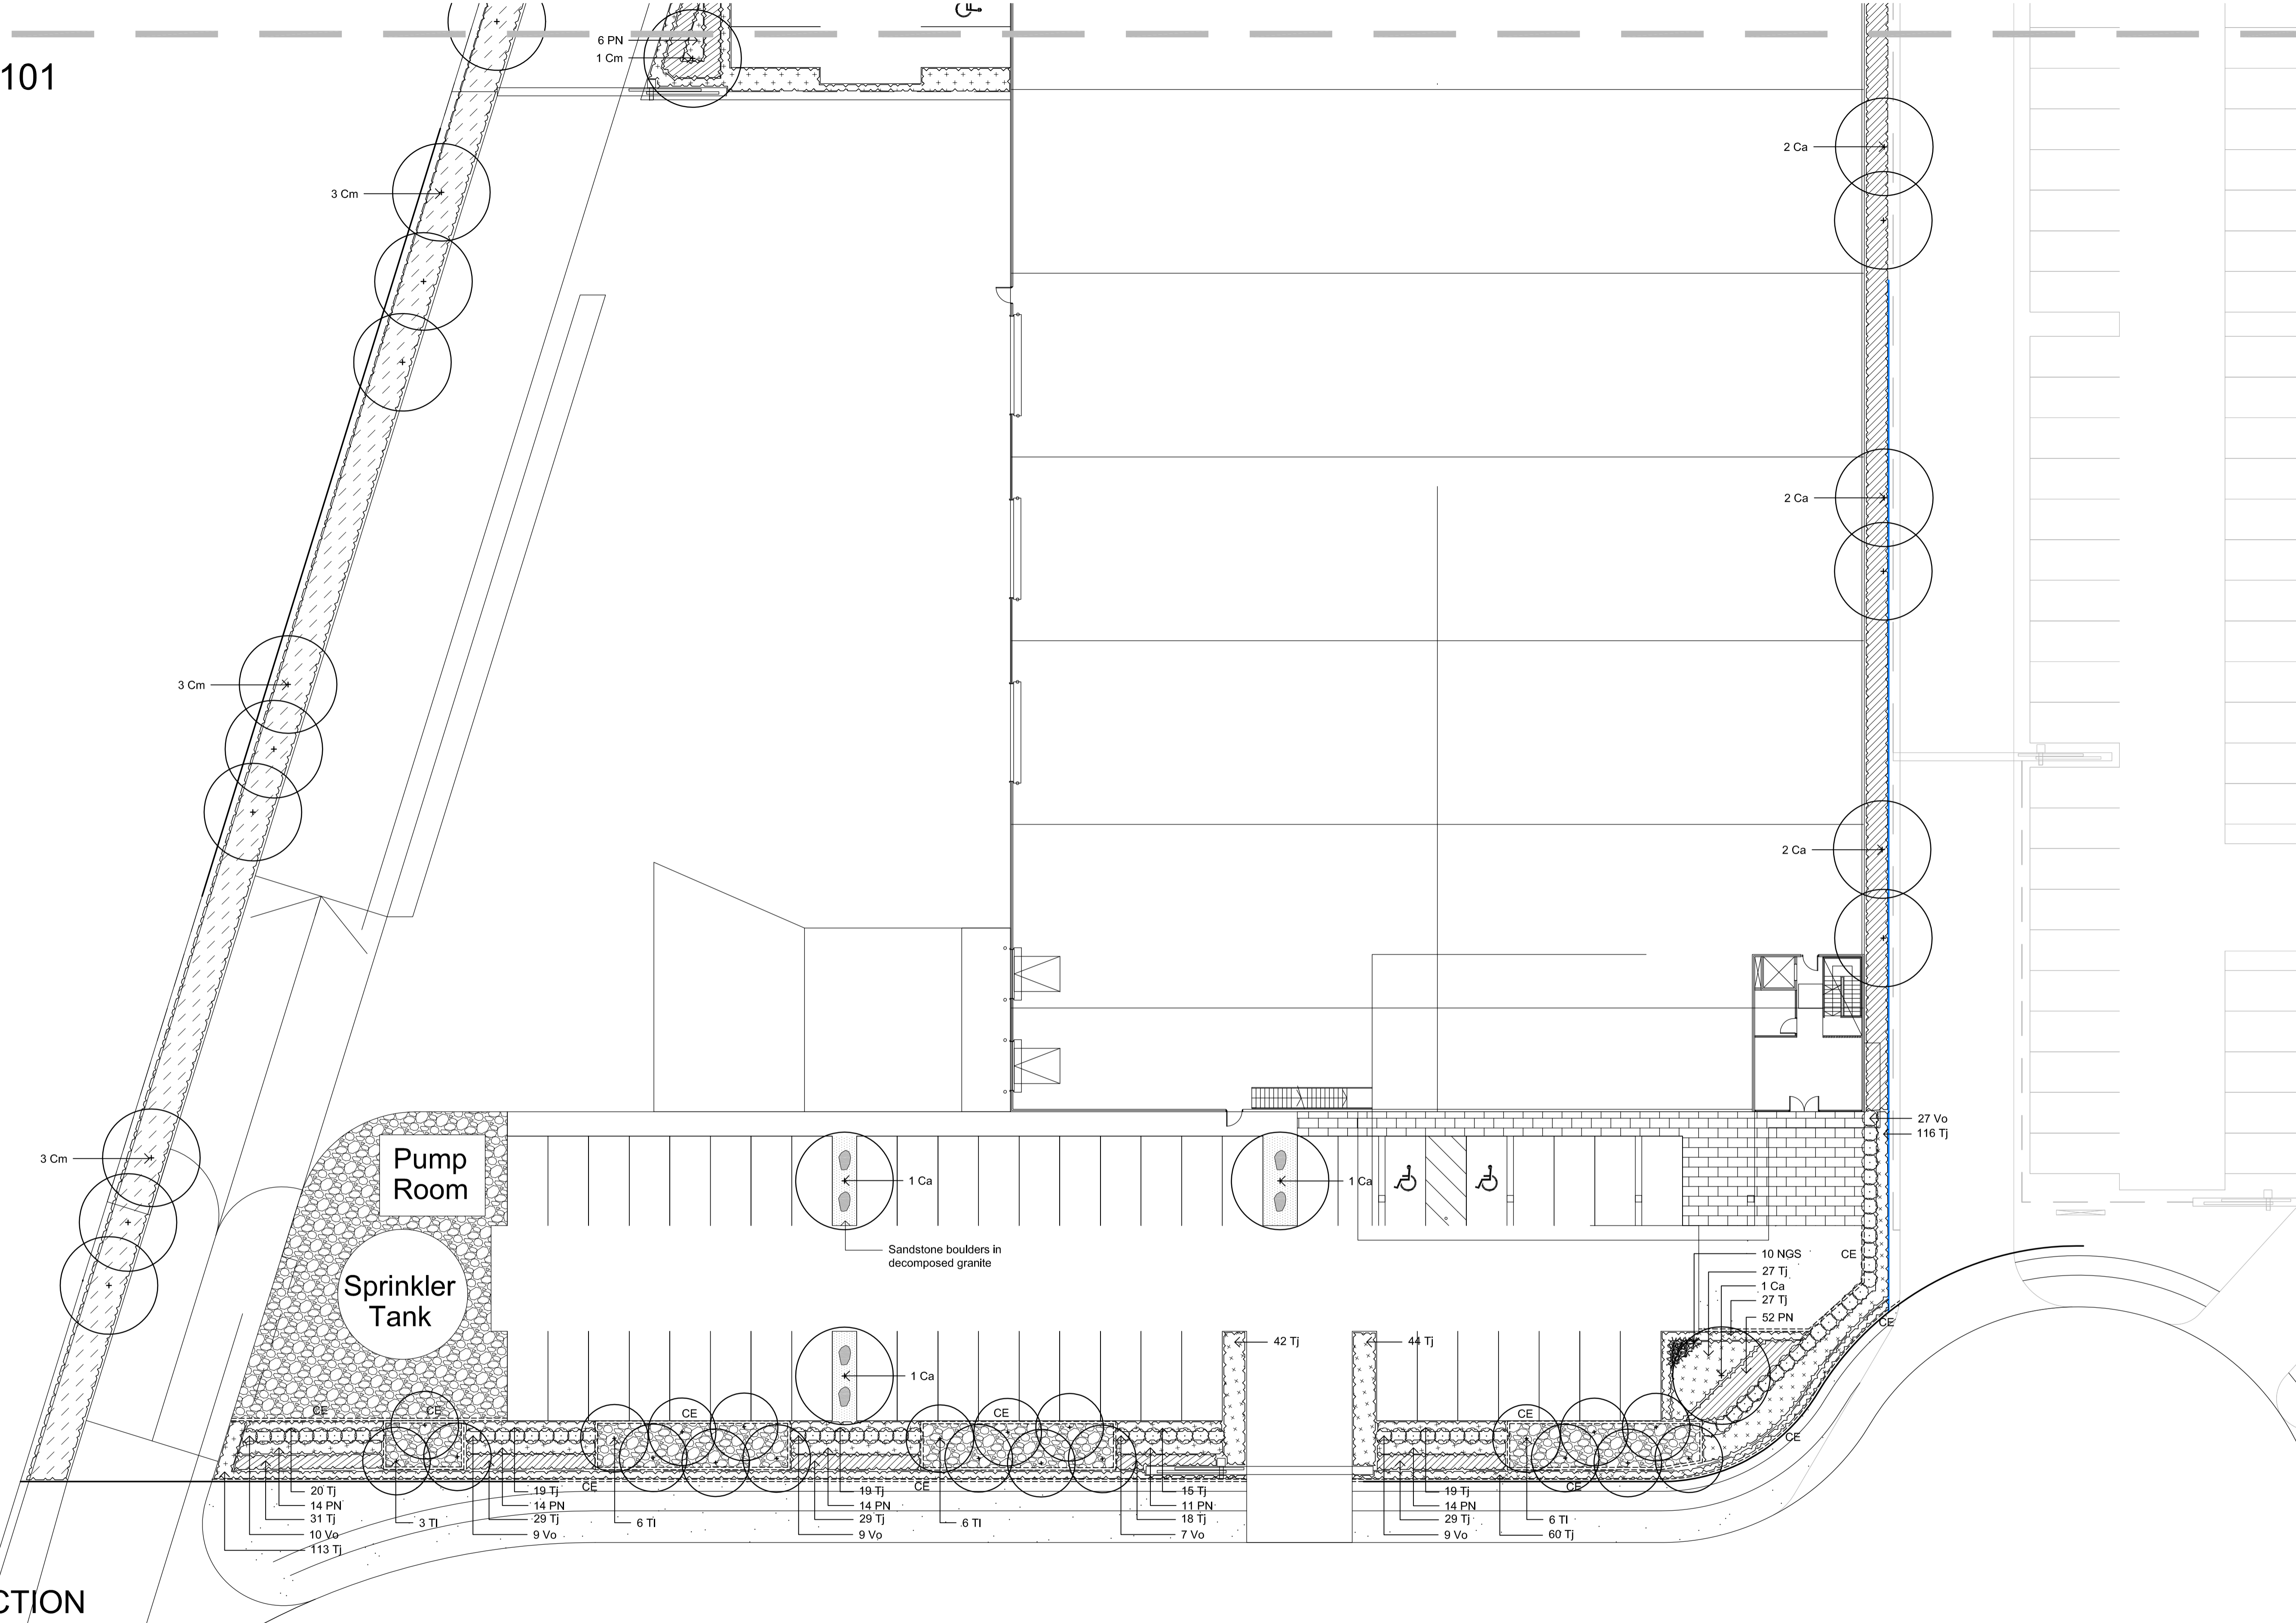 6 PN
1 Cm
101
2 Ca
3 Cm
2 Ca
3 Cm
2 Ca
27 Vo
116 Tj
3 Cm
Pump
Room
1 Ca
1 Ca
Sandstone boulders in
decomposed granite
10 NGS
CE
27 Tj
1 Ca
27 Tj
52 PN
CE
Sprinkler
Tank
42 Tj
44 Tj
1 Ca
CE
CE
CE
CE
CE
CE
CE
CE
CE
20 Tj
14 PN
31 Tj
10 Vo
113 Tj
3 TI
19 Tj
14 PN
29 Tj
9 Vo
6 TI
19 Tj
14 PN
29 Tj
9 Vo
6 TI
15 Tj
11 PN
18 Tj
7 Vo
19 Tj
14 PN
29 Tj
9 Vo
6 TI
60 Tj
CTION